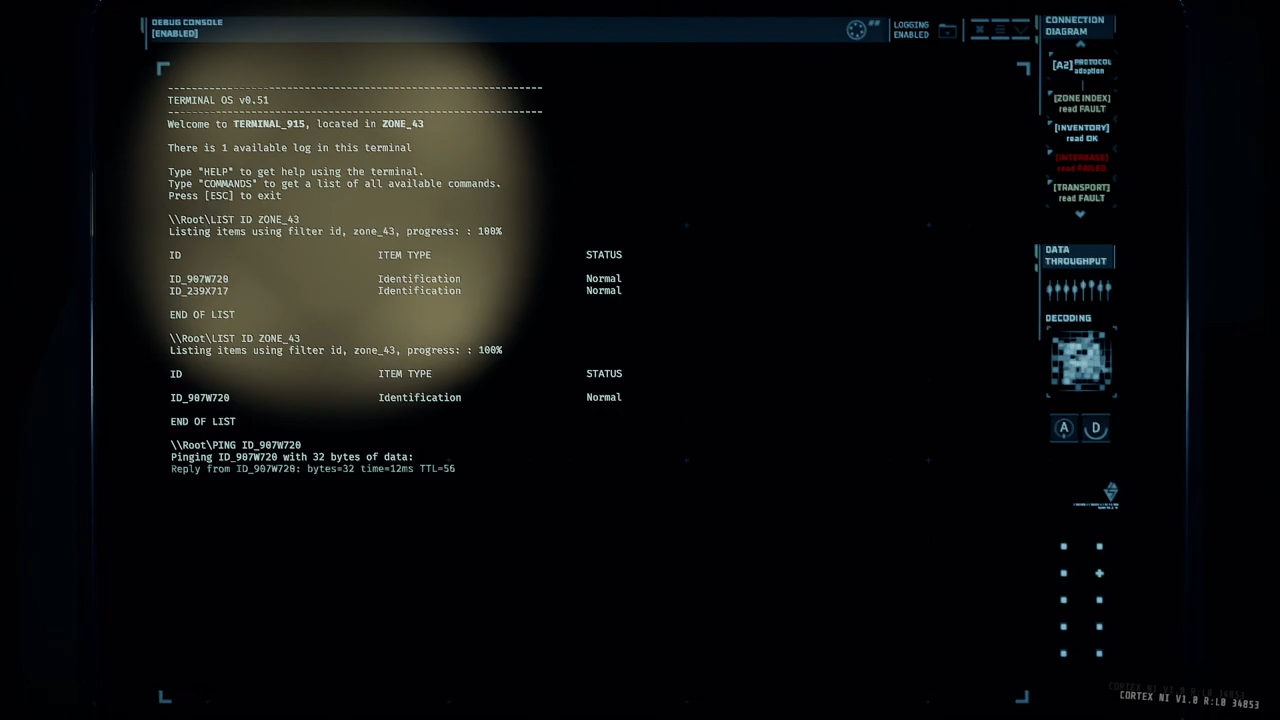 DEBUG CONSOLE
[ENABLED]
LOGGING
ENABLED
CONNECTION
DIAGRAM
[A2] PROTOCOL
adoption
[ZONE INDEX]
read FAULT
[INVENTORY]
read OK
[INTERBASE]
read FAILED
[TRANSPORT]
read FAULT
DATA
THROUGHPUT
DECODING
A D
---------------------------------------------------------------
TERMINAL OS v0.51
---------------------------------------------------------------
Welcome to TERMINAL_915, located in ZONE_43
There is 1 available log in this terminal
Type "HELP" to get help using the terminal.
Type "COMMANDS" to get a list of all available commands.
Press [ESC] to exit
\\Root\LIST ID ZONE_43
Listing items using filter id, zone_43, progress: : 100%
ID ITEM TYPE STATUS
ID_907W720 Identification Normal
ID_239X717 Identification Normal
END OF LIST
\\Root\LIST ID ZONE_43
Listing items using filter id, zone_43, progress: : 100%
ID ITEM TYPE STATUS
ID_907W720 Identification Normal
END OF LIST
\\Root\PING ID_907W720
Pinging ID_907W720 with 32 bytes of data:
Reply from ID_907W720: bytes=32 time=12ms TTL=56
CORTEX NI V1.0 R:L0 34853